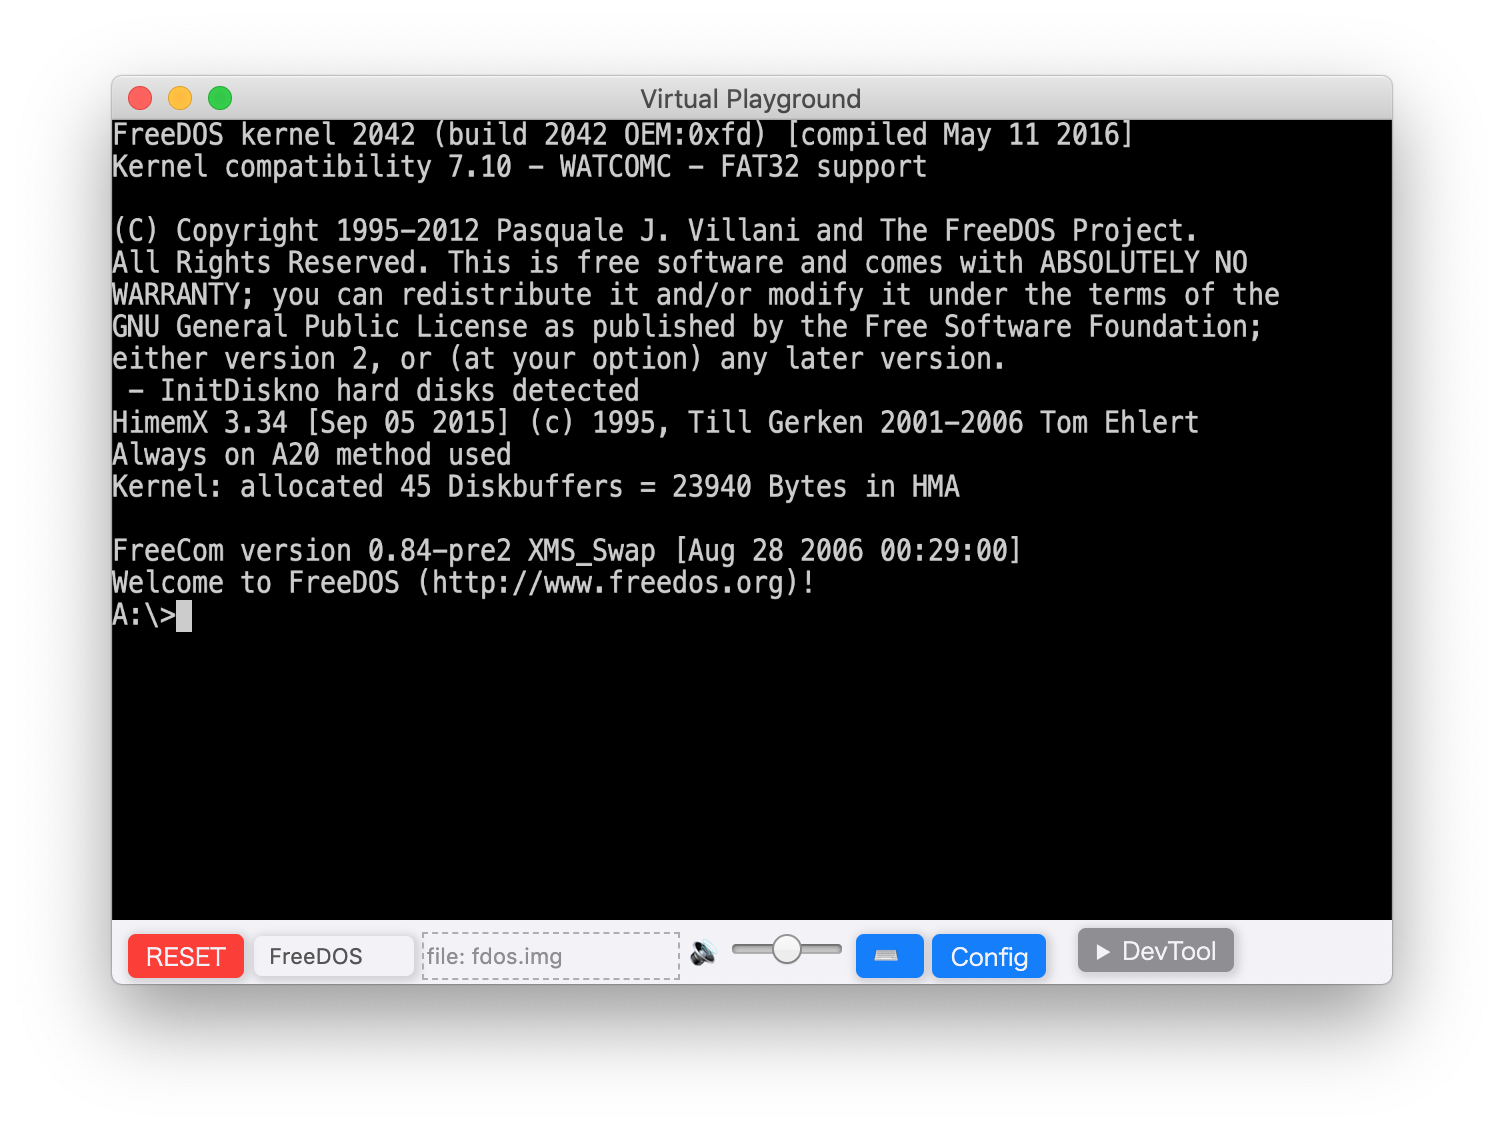 Virtual Playground
FreeDOS kernel 2042 (build 2042 OEM:0xfd) [compiled May 11 2016]
Kernel compatibility 7.10 - WATCOMC - FAT32 support
(C) Copyright 1995-2012 Pasquale J. Villani and The FreeDOS Project.
All Rights Reserved. This is free software and comes with ABSOLUTELY NO
WARRANTY; you can redistribute it and/or modify it under the terms of the
GNU General Public License as published by the Free Software Foundation;
either version 2, or (at your option) any later version.
 - InitDiskno hard disks detected
HimemX 3.34 [Sep 05 2015] (c) 1995, Till Gerken 2001-2006 Tom Ehlert
Always on A20 method used
Kernel: allocated 45 Diskbuffers = 23940 Bytes in HMA
FreeCom version 0.84-pre2 XMS_Swap [Aug 28 2006 00:29:00]
Welcome to FreeDOS (http://www.freedos.org)!
A:\>
RESET FreeDOS file: fdos.img Config ▶ DevTool